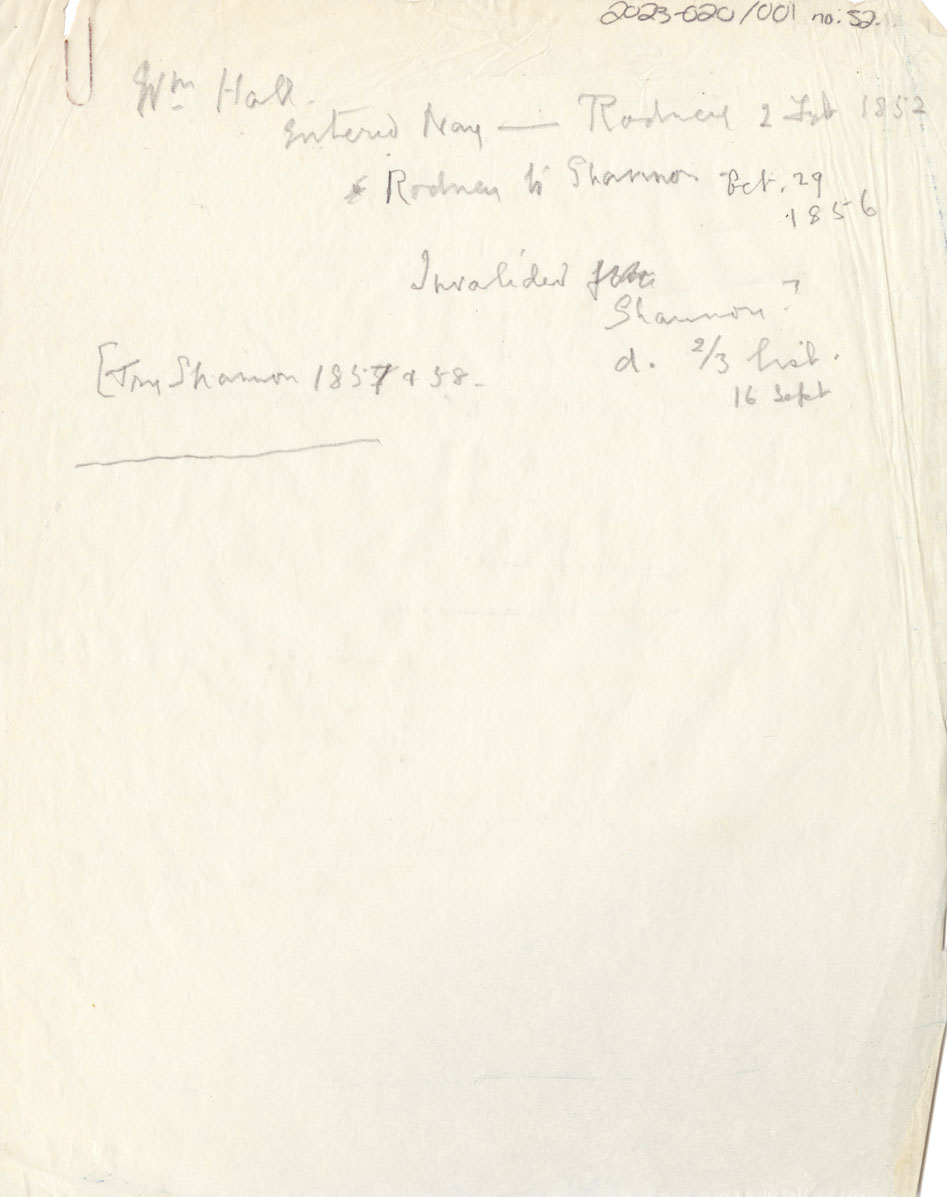 2023-020/001 no: 52.
Wm Hall.
Entered Navy — Rodney 2 Feb 1852
Rodney to Shannon Oct. 29
1856
Invalided
Shannon?
d. 2/3 list.
[Try Shannon 1857 & 58.
16 Sept